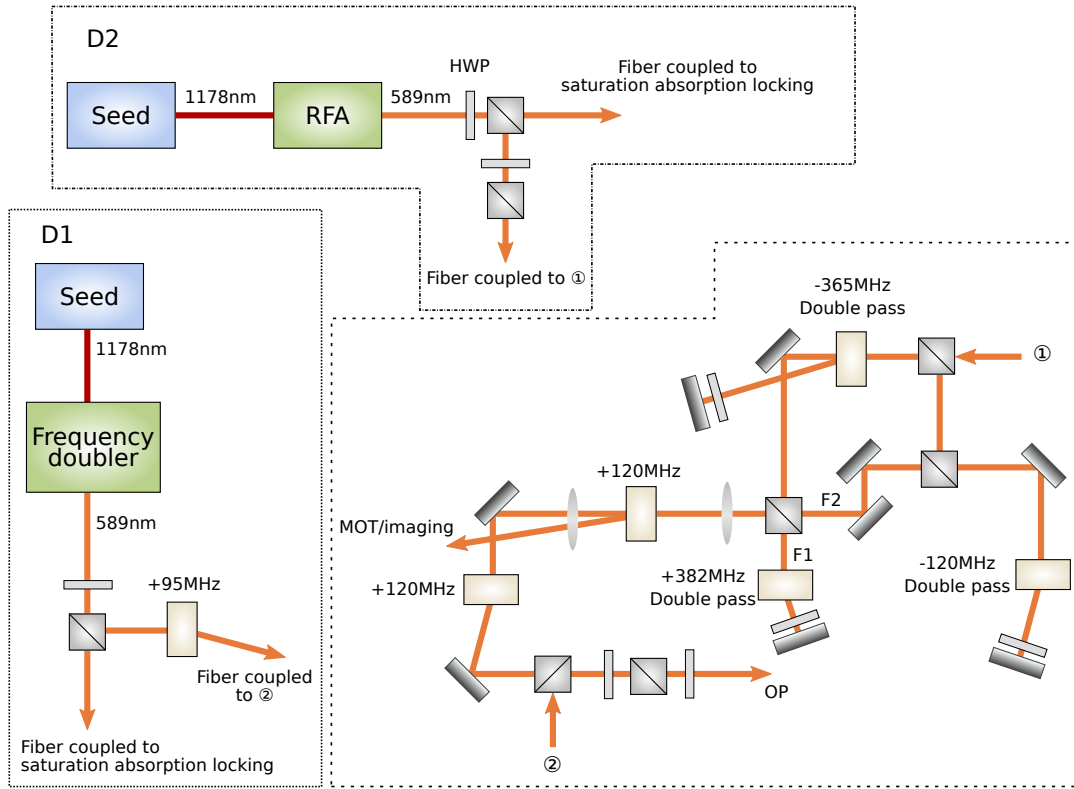 D2
Seed
1178nm
RFA
589nm
HWP
Fiber coupled to
saturation absorption locking
Fiber coupled to ①
D1
Seed
1178nm
Frequency
doubler
589nm
+95MHz
Fiber coupled
to ②
Fiber coupled to
saturation absorption locking
-365MHz
Double pass
①
+120MHz
F2
MOT/imaging
F1
+120MHz
+382MHz
Double pass
-120MHz
Double pass
OP
②